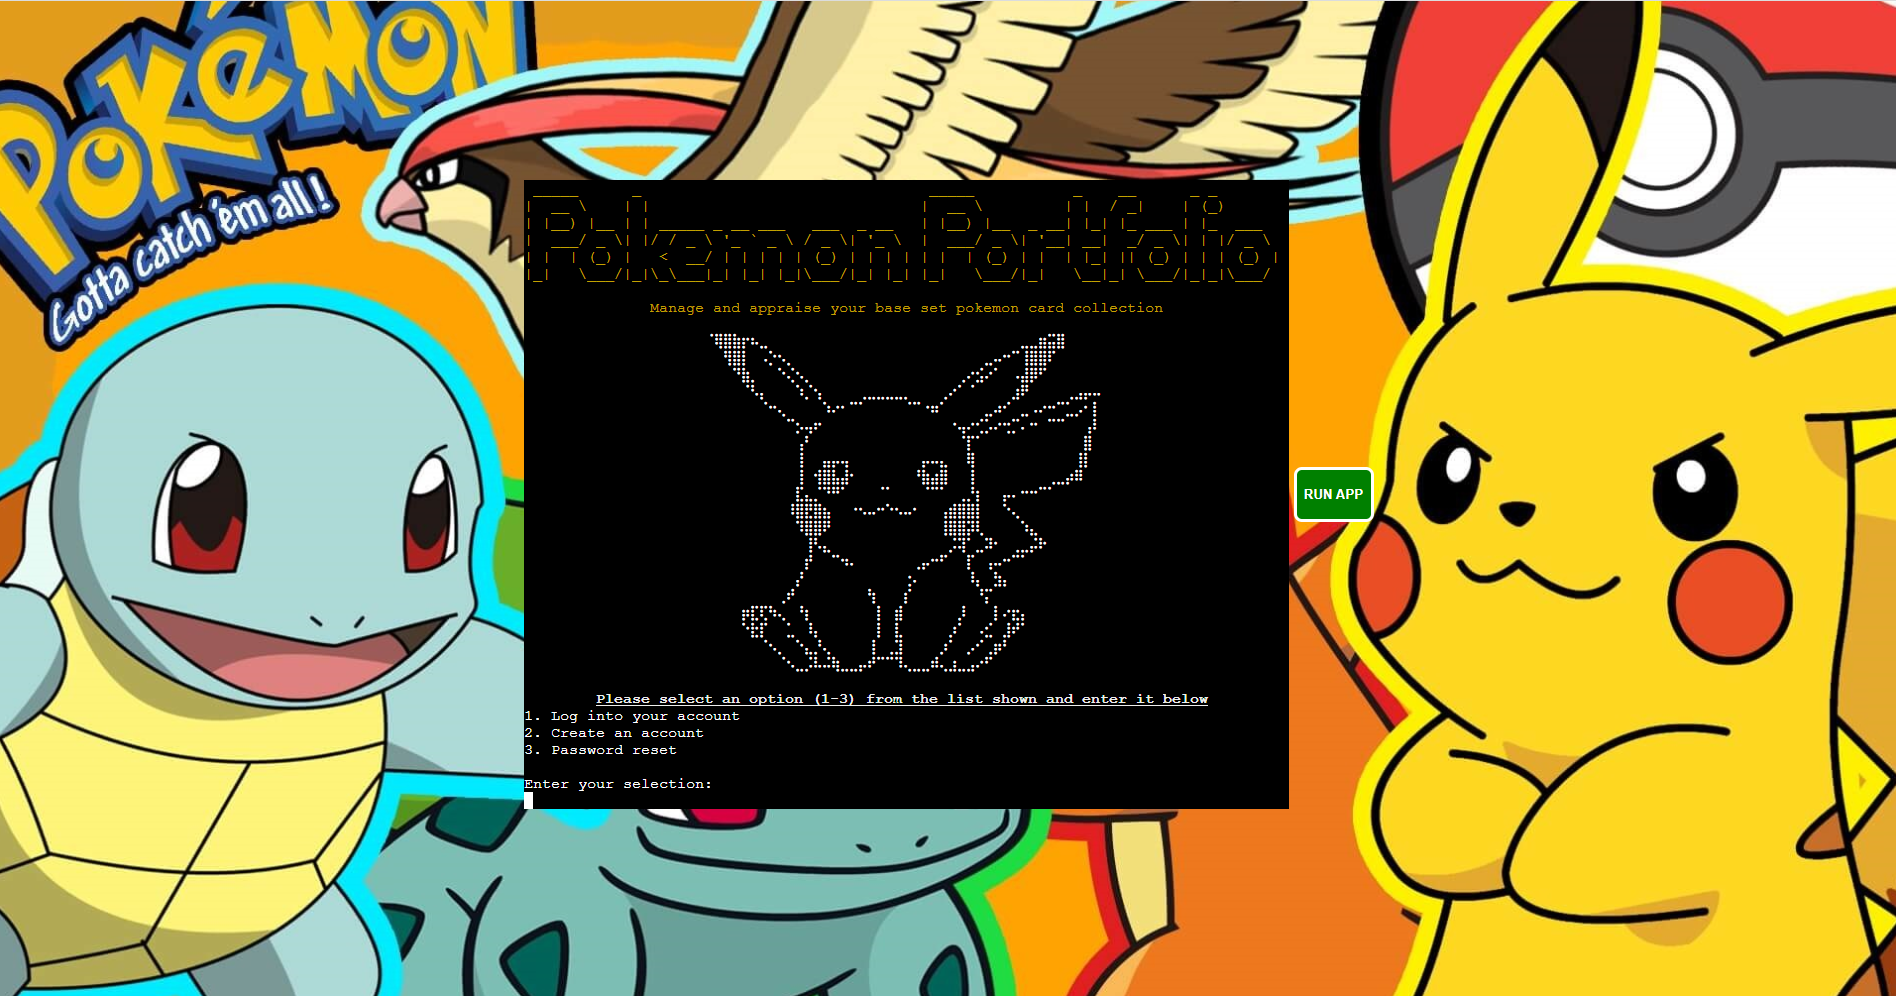 Pokémon
Gotta catch 'em all!
Pokemon Portfolio
Manage and appraise your base set pokemon card collection
Please select an option (1-3) from the list shown and enter it below
1. Log into your account
2. Create an account
3. Password reset
Enter your selection:
RUN APP